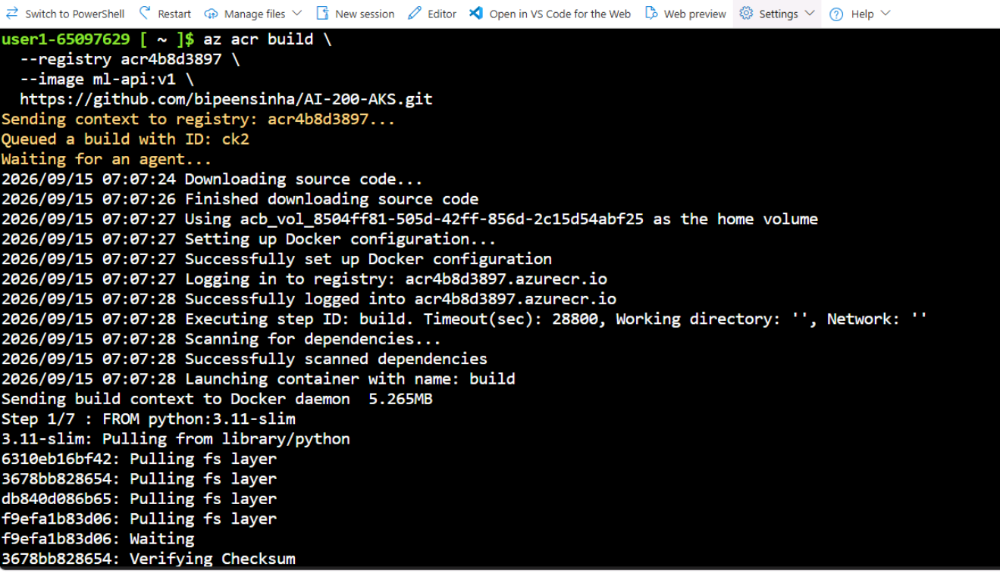 Switch to PowerShell Restart Manage files New session Editor Open in VS Code for the Web Web preview Settings Help
user1-65097629 [ ~ ]$ az acr build \
--registry acr4b8d3897 \
--image ml-api:v1 \
https://github.com/bipeensinha/AI-200-AKS.git
Sending context to registry: acr4b8d3897...
Queued a build with ID: ck2
Waiting for an agent...
2026/09/15 07:07:24 Downloading source code...
2026/09/15 07:07:26 Finished downloading source code
2026/09/15 07:07:27 Using acb_vol_8504ff81-505d-42ff-856d-2c15d54abf25 as the home volume
2026/09/15 07:07:27 Setting up Docker configuration...
2026/09/15 07:07:27 Successfully set up Docker configuration
2026/09/15 07:07:27 Logging in to registry: acr4b8d3897.azurecr.io
2026/09/15 07:07:28 Successfully logged into acr4b8d3897.azurecr.io
2026/09/15 07:07:28 Executing step ID: build. Timeout(sec): 28800, Working directory: '', Network: ''
2026/09/15 07:07:28 Scanning for dependencies...
2026/09/15 07:07:28 Successfully scanned dependencies
2026/09/15 07:07:28 Launching container with name: build
Sending build context to Docker daemon  5.265MB
Step 1/7 : FROM python:3.11-slim
3.11-slim: Pulling from library/python
6310eb16bf42: Pulling fs layer
3678bb828654: Pulling fs layer
db840d086b65: Pulling fs layer
f9efa1b83d06: Pulling fs layer
f9efa1b83d06: Waiting
3678bb828654: Verifying Checksum